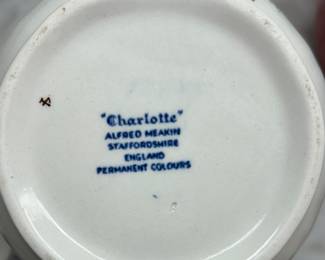 "Charlotte"
ALFRED MEAKIN
STAFFORDSHIRE
ENGLAND
PERMANENT COLOURS